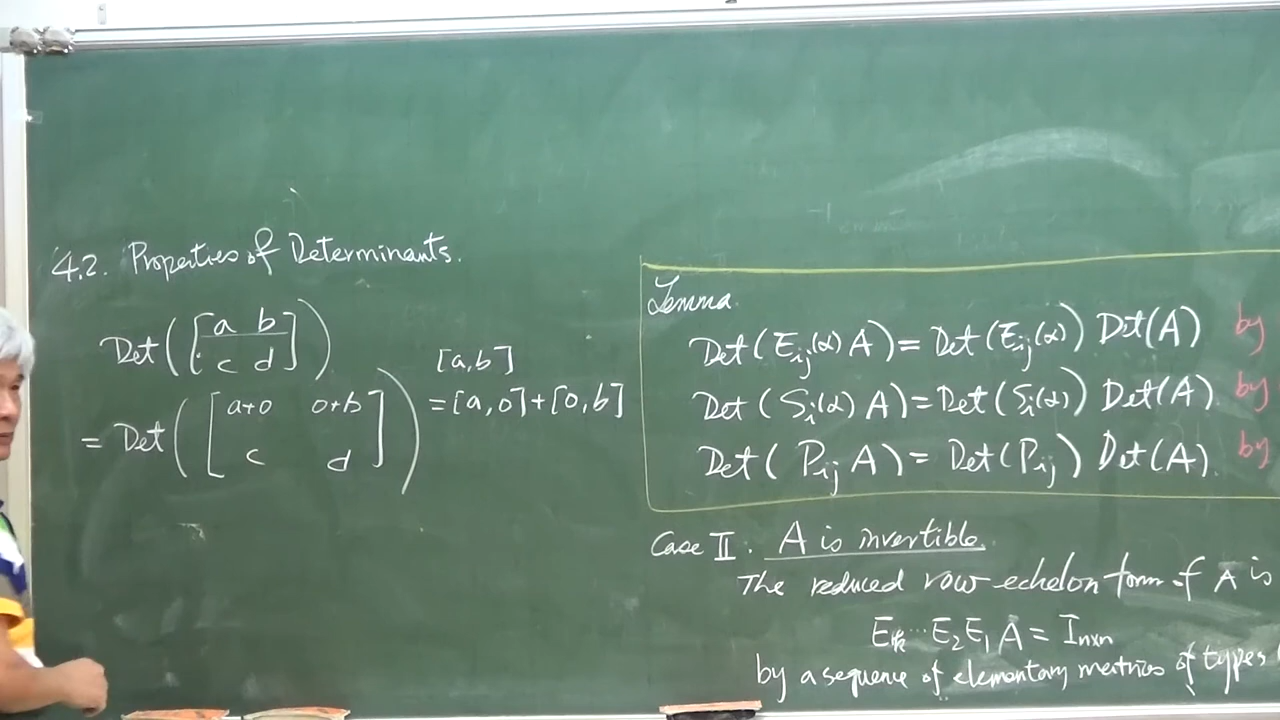 4.2. Properties of Determinants.
Det([a b
c d])
= Det([a+0 0+b
c d])
[a,b]
=[a,0]+[0,b]
Lemma.
Det(E_ij(α) A) = Det(E_ij(α)) Det(A) by
Det(S_i(α) A) = Det(S_i(α)) Det(A). by
Det(P_ij A) = Det(P_ij) Det(A). by
Case II. A is invertible.
The reduced row-echelon form of A is
E_k ... E_2 E_1 A = I_n×n
by a sequence of elementary of types